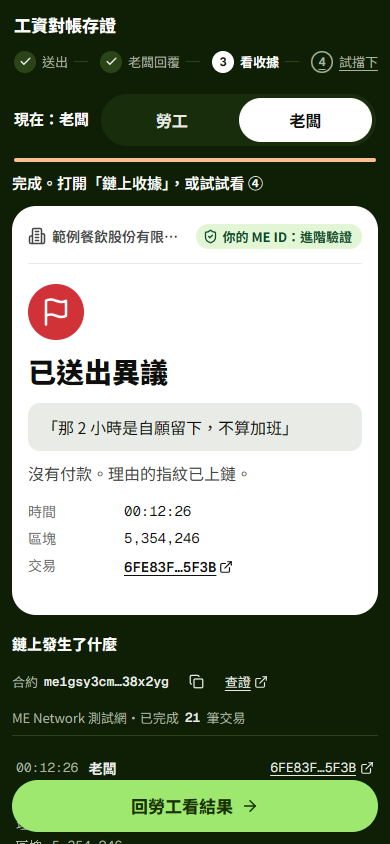 工資對帳存證
送出
老闆回覆
3 看收據
4 試擋下
現在：老闆
勞工
老闆
完成。打開「鏈上收據」，或試試看 ④
範例餐飲股份有限⋯
你的 ME ID：進階驗證
已送出異議
「那 2 小時是自願留下，不算加班」
沒有付款。理由的指紋已上鏈。
時間 00:12:26
區塊 5,354,246
交易 6FE83F…5F3B
鏈上發生了什麼
合約 me1gsy3cm…38x2yg 查證
ME Network 測試網・已完成 21 筆交易
00:12:26 老闆 6FE83F…5F3B
回勞工看結果 →